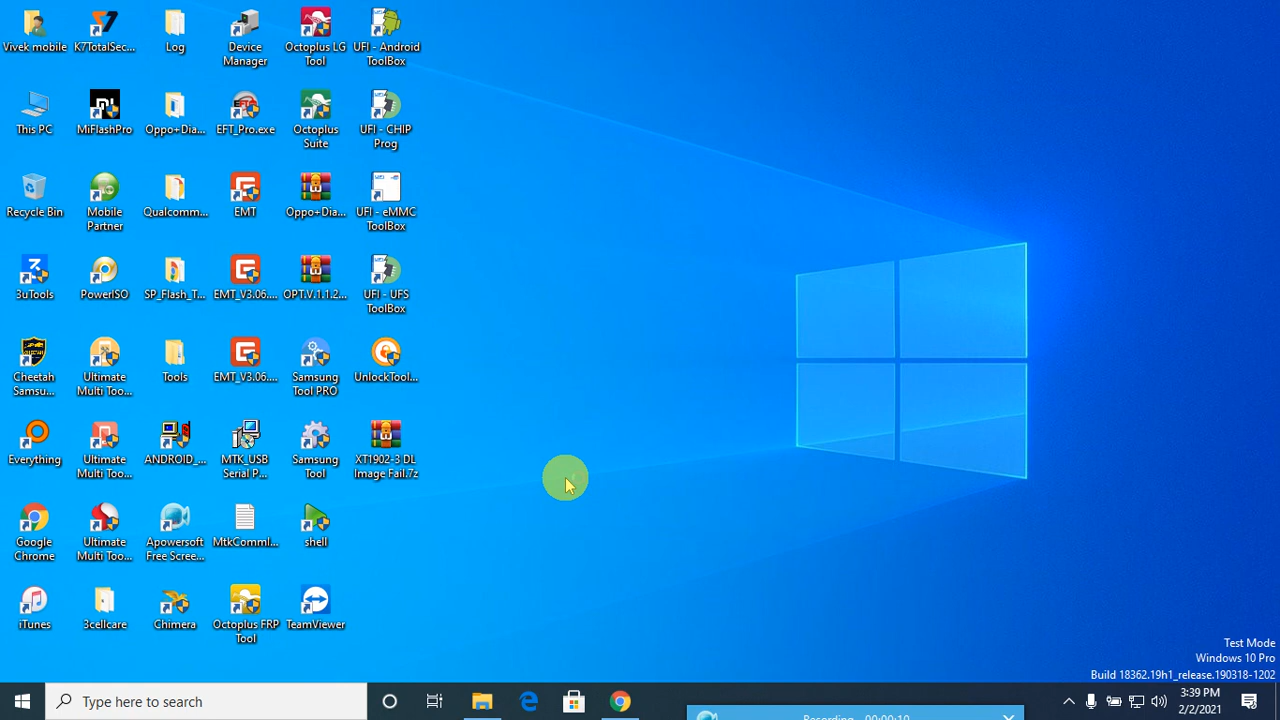 Vivek mobile
K7TotalSec...
Log
Device
Manager
Octoplus LG
Tool
UFI - Android
ToolBox
This PC
MiFlashPro
Oppo+Dia...
EFT_Pro.exe
Octoplus
Suite
UFI - CHIP
Prog
Recycle Bin
Mobile
Partner
Qualcomm...
EMT
Oppo+Dia...
UFI - eMMC
ToolBox
3uTools
PowerISO
SP_Flash_T...
EMT_V3.06....
OPT.V.1.1.2...
UFI - UFS
ToolBox
Cheetah
Samsu...
Ultimate
Multi Too...
Tools
EMT_V3.06....
Samsung
Tool PRO
UnlockTool...
Everything
Ultimate
Multi Too...
ANDROID_...
MTK_USB
Serial P...
Samsung
Tool
XT1902-3 DL
Image Fail.7z
Google
Chrome
Ultimate
Multi Too...
Apowersoft
Free Scree...
MtkComml...
shell
iTunes
3cellcare
Chimera
Octoplus FRP
Tool
TeamViewer
Test Mode
Windows 10 Pro
Build 18362.19h1_release.190318-1202
Type here to search
Recording 00:00:10
3:39 PM
2/2/2021